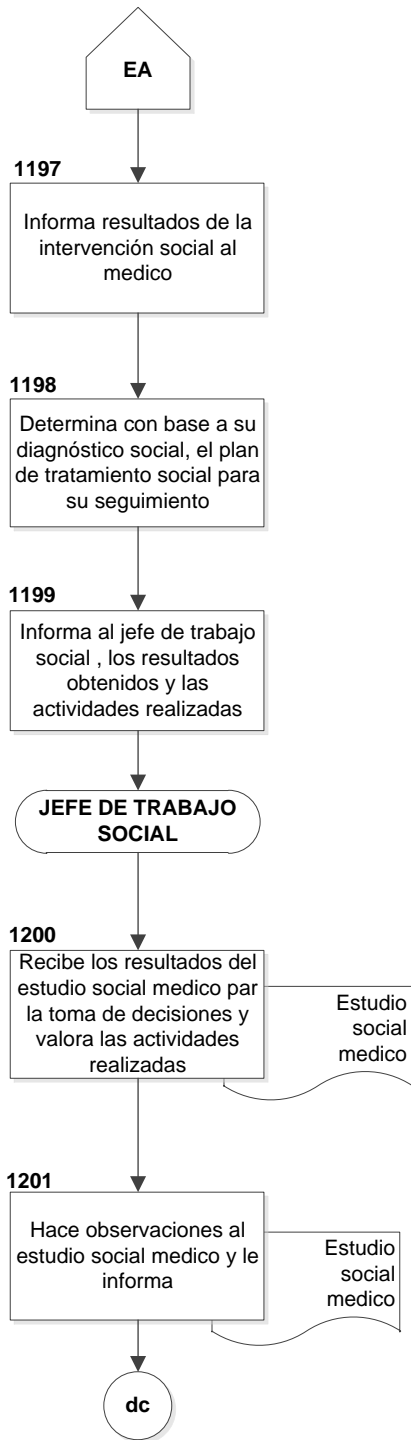 EA
1197
Informa resultados de la
intervención social al
medico
1198
Determina con base a su
diagnóstico social, el plan
de tratamiento social para
su seguimiento
1199
Informa al jefe de trabajo
social , los resultados
obtenidos y las
actividades realizadas
JEFE DE TRABAJO
SOCIAL
1200
Recibe los resultados del
estudio social medico par
la toma de decisiones y
valora las actividades
realizadas
Estudio
social
medico
1201
Hace observaciones al
estudio social medico y le
informa
Estudio
social
medico
dc